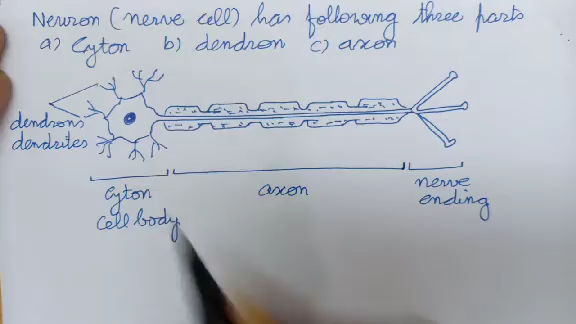 Neuron (nerve cell) has following three parts
a) Cyton b) dendron c) axon
dendrons
dendrites
cyton
cell body
axon
nerve
ending